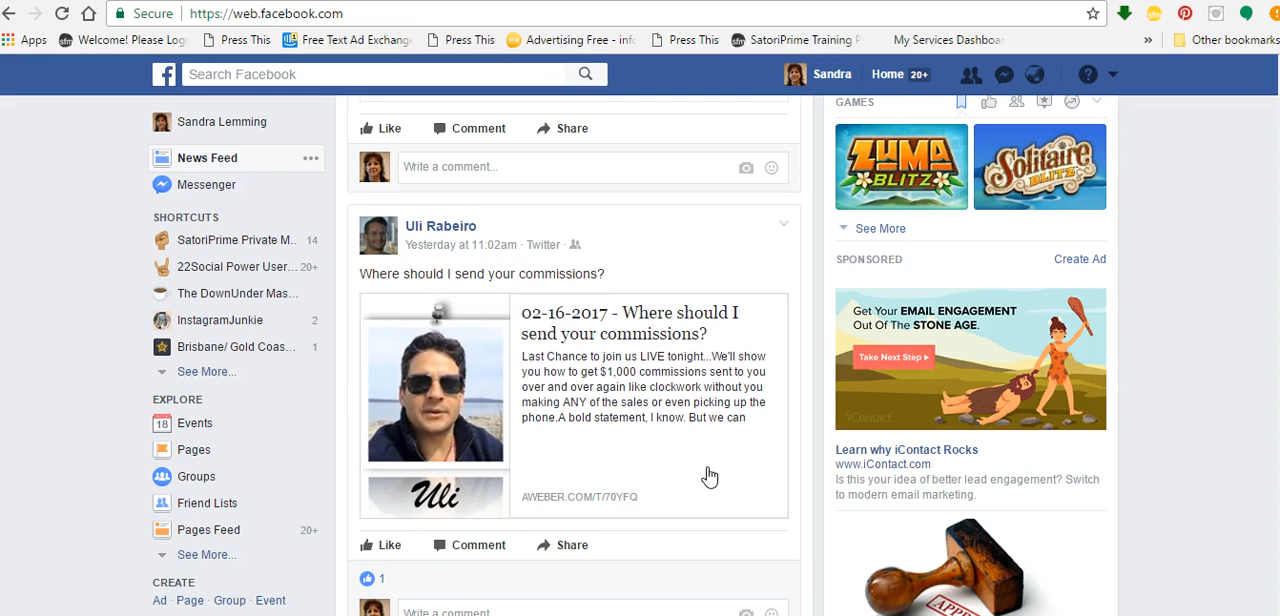 Secure
https://web.facebook.com
Apps
sfm
Welcome! Please Log
Press This
Free Text Ad Exchang
Press This
Advertising Free - info
Press This
sfm
SatoriPrime Training P
My Services Dashboar
»
Other bookmarks
f
Search Facebook
Sandra
Home 20+
?
Sandra Lemming
News Feed
Messenger
SHORTCUTS
SatoriPrime Private M... 14
22Social Power User... 20+
The DownUnder Mas...
InstagramJunkie 2
Brisbane/ Gold Coas... 1
See More...
EXPLORE
18 Events
Pages
Groups
Friend Lists
Pages Feed 20+
See More...
CREATE
Ad · Page · Group · Event
Like Comment Share
Write a comment...
Uli Rabeiro
Yesterday at 11:02am · Twitter ·
Where should I send your commissions?
Uli
02-16-2017 - Where should I
send your commissions?
Last Chance to join us LIVE tonight...We'll show
you how to get $1,000 commissions sent to you
over and over again like clockwork without you
making ANY of the sales or even picking up the
phone.A bold statement, I know. But we can
AWEBER.COM/T/70YFQ
Like Comment Share
1
Write a comment...
GAMES
ZUMA
BLITZ
Solitaire
BLITZ
See More
SPONSORED
Create Ad
Get Your EMAIL ENGAGEMENT
Out Of The STONE AGE.
Take Next Step ▸
iContact
Learn why iContact Rocks
www.iContact.com
Is this your idea of better lead engagement? Switch
to modern email marketing.